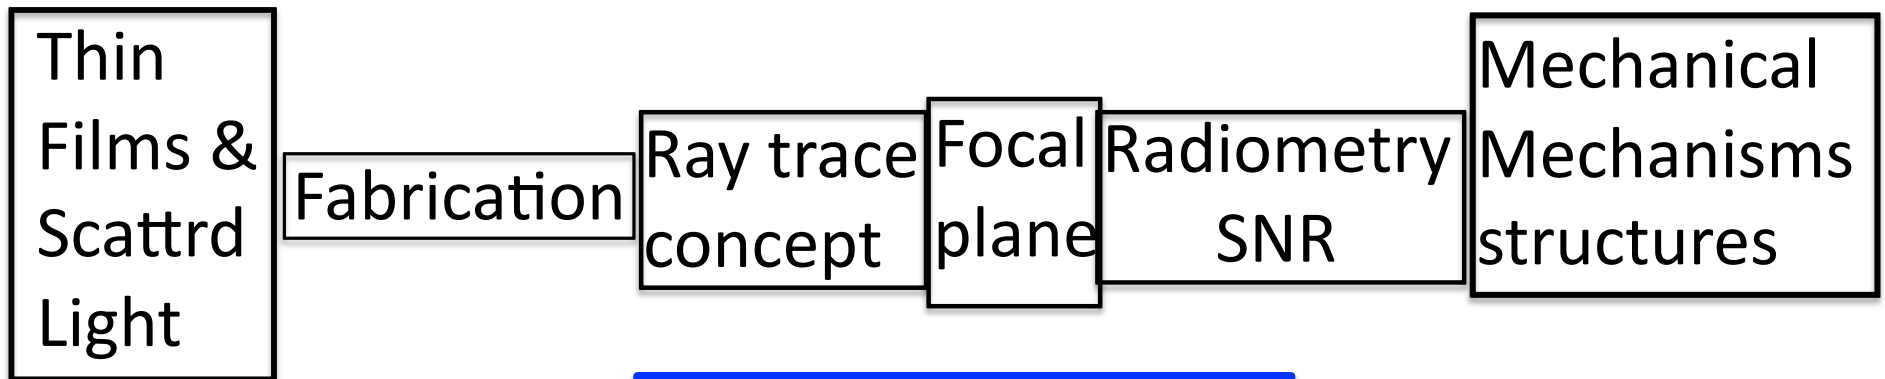 Thin
Films &
Scattrd
Light
Fabrication
Ray trace
concept
Focal
plane
Radiometry
SNR
Mechanical
Mechanisms
structures